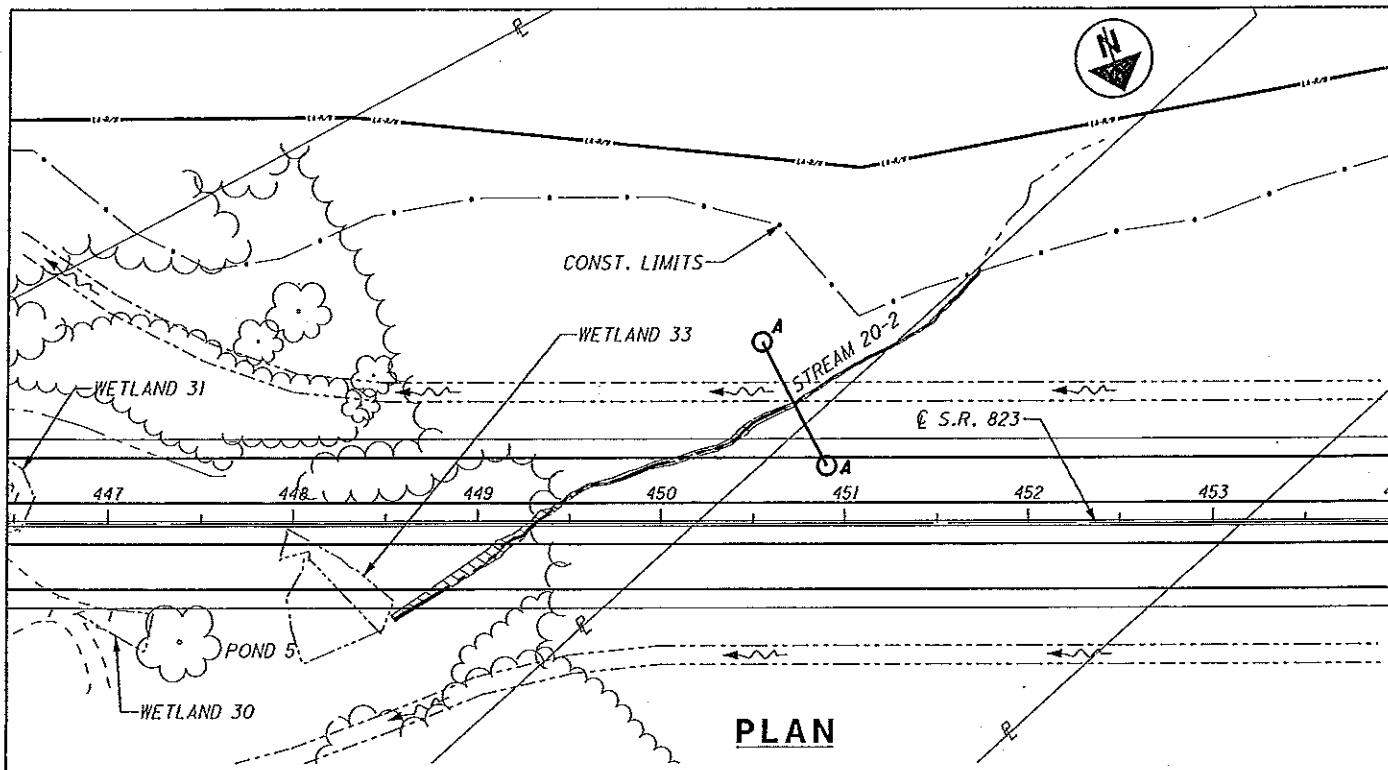 N
CONST. LIMITS
A
STREAM 20-2
WETLAND 33
WETLAND 31
℄ S.R. 823
A
447 448 449 450 451 452 453
POND 5
WETLAND 30
PLAN